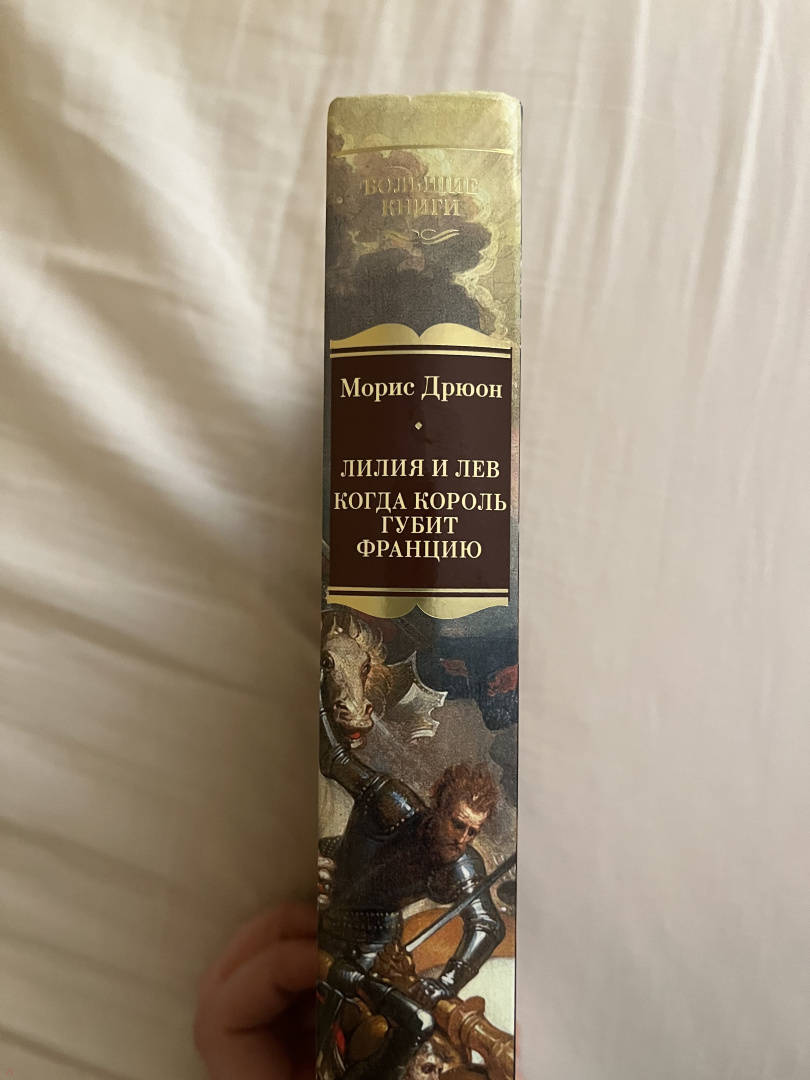 БОЛЬШИЕ
КНИГИ
Морис Дрюон
ЛИЛИЯ И ЛЕВ
КОГДА КОРОЛЬ
ГУБИТ
ФРАНЦИЮ